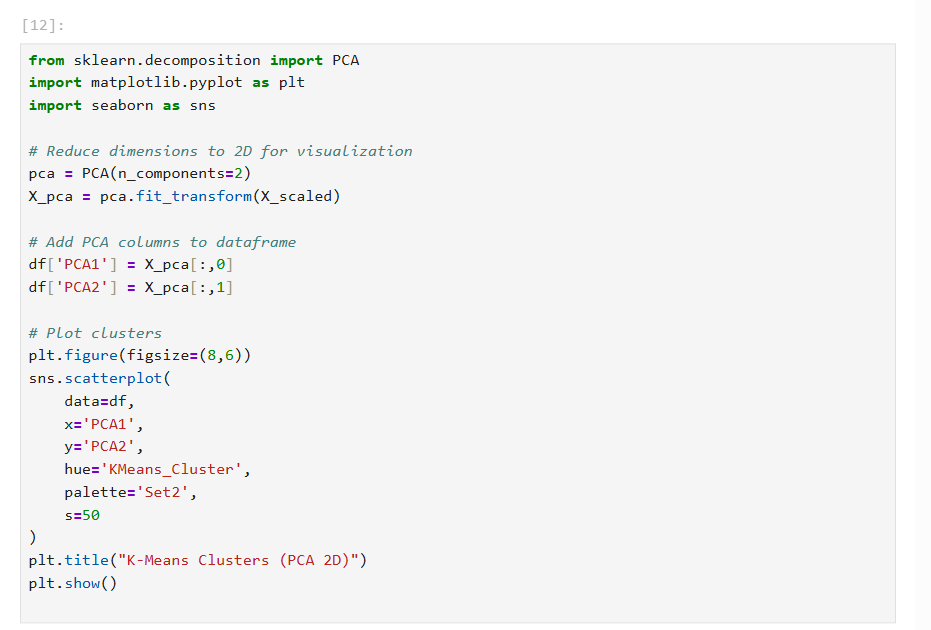 [12]:
from sklearn.decomposition import PCA
import matplotlib.pyplot as plt
import seaborn as sns
# Reduce dimensions to 2D for visualization
pca = PCA(n_components=2)
X_pca = pca.fit_transform(X_scaled)
# Add PCA columns to dataframe
df['PCA1'] = X_pca[:,0]
df['PCA2'] = X_pca[:,1]
# Plot clusters
plt.figure(figsize=(8,6))
sns.scatterplot(
    data=df,
    x='PCA1',
    y='PCA2',
    hue='KMeans_Cluster',
    palette='Set2',
    s=50
)
plt.title("K-Means Clusters (PCA 2D)")
plt.show()